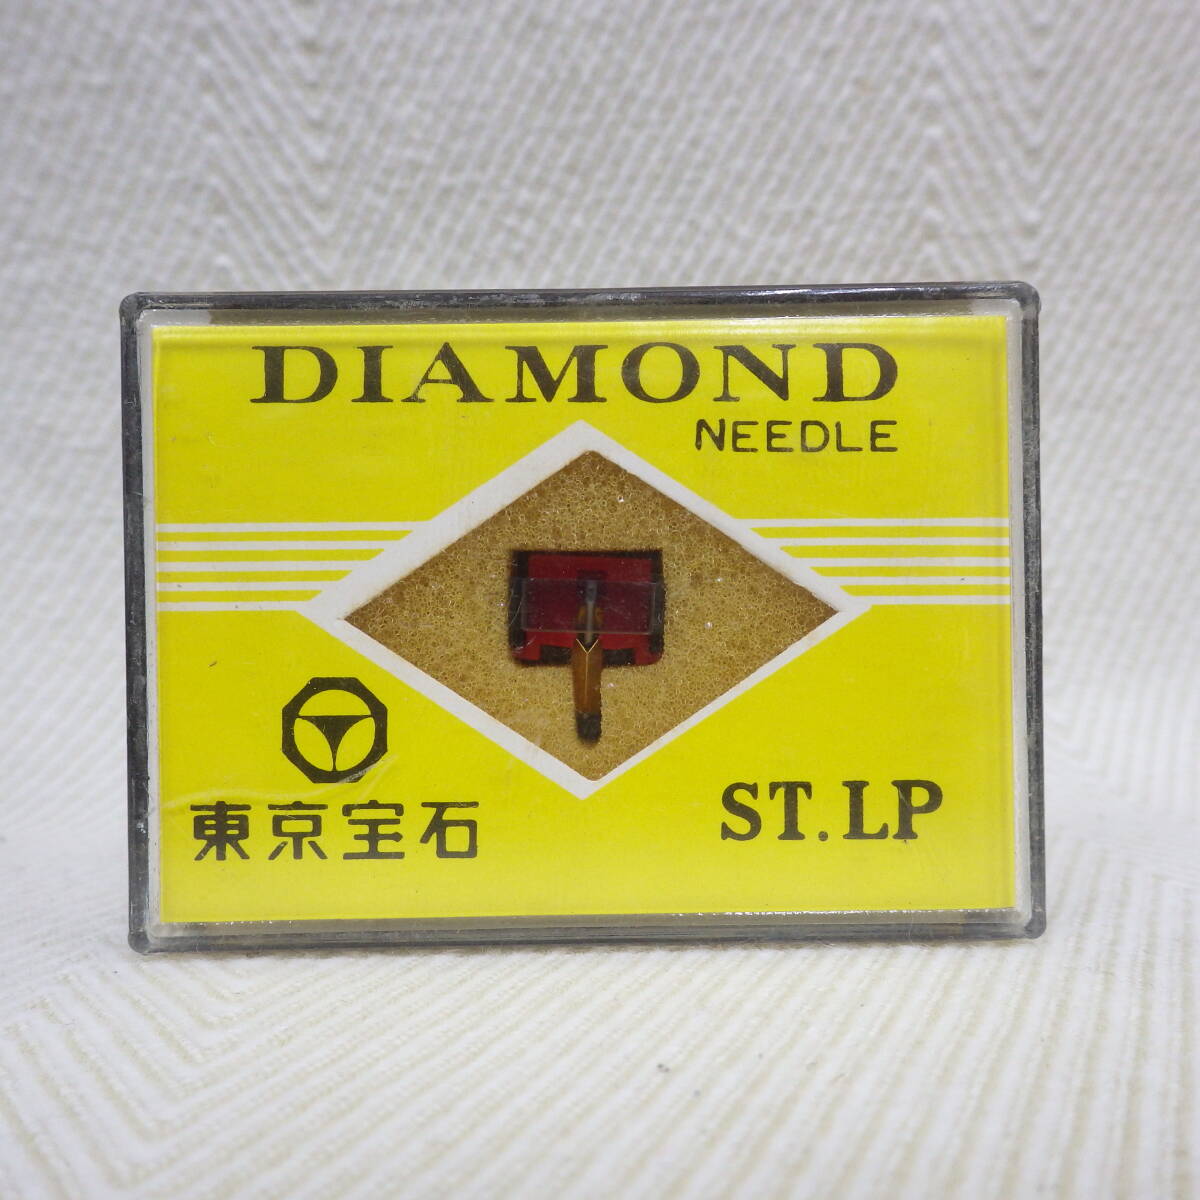 DIAMOND
NEEDLE
東京宝石
ST.LP